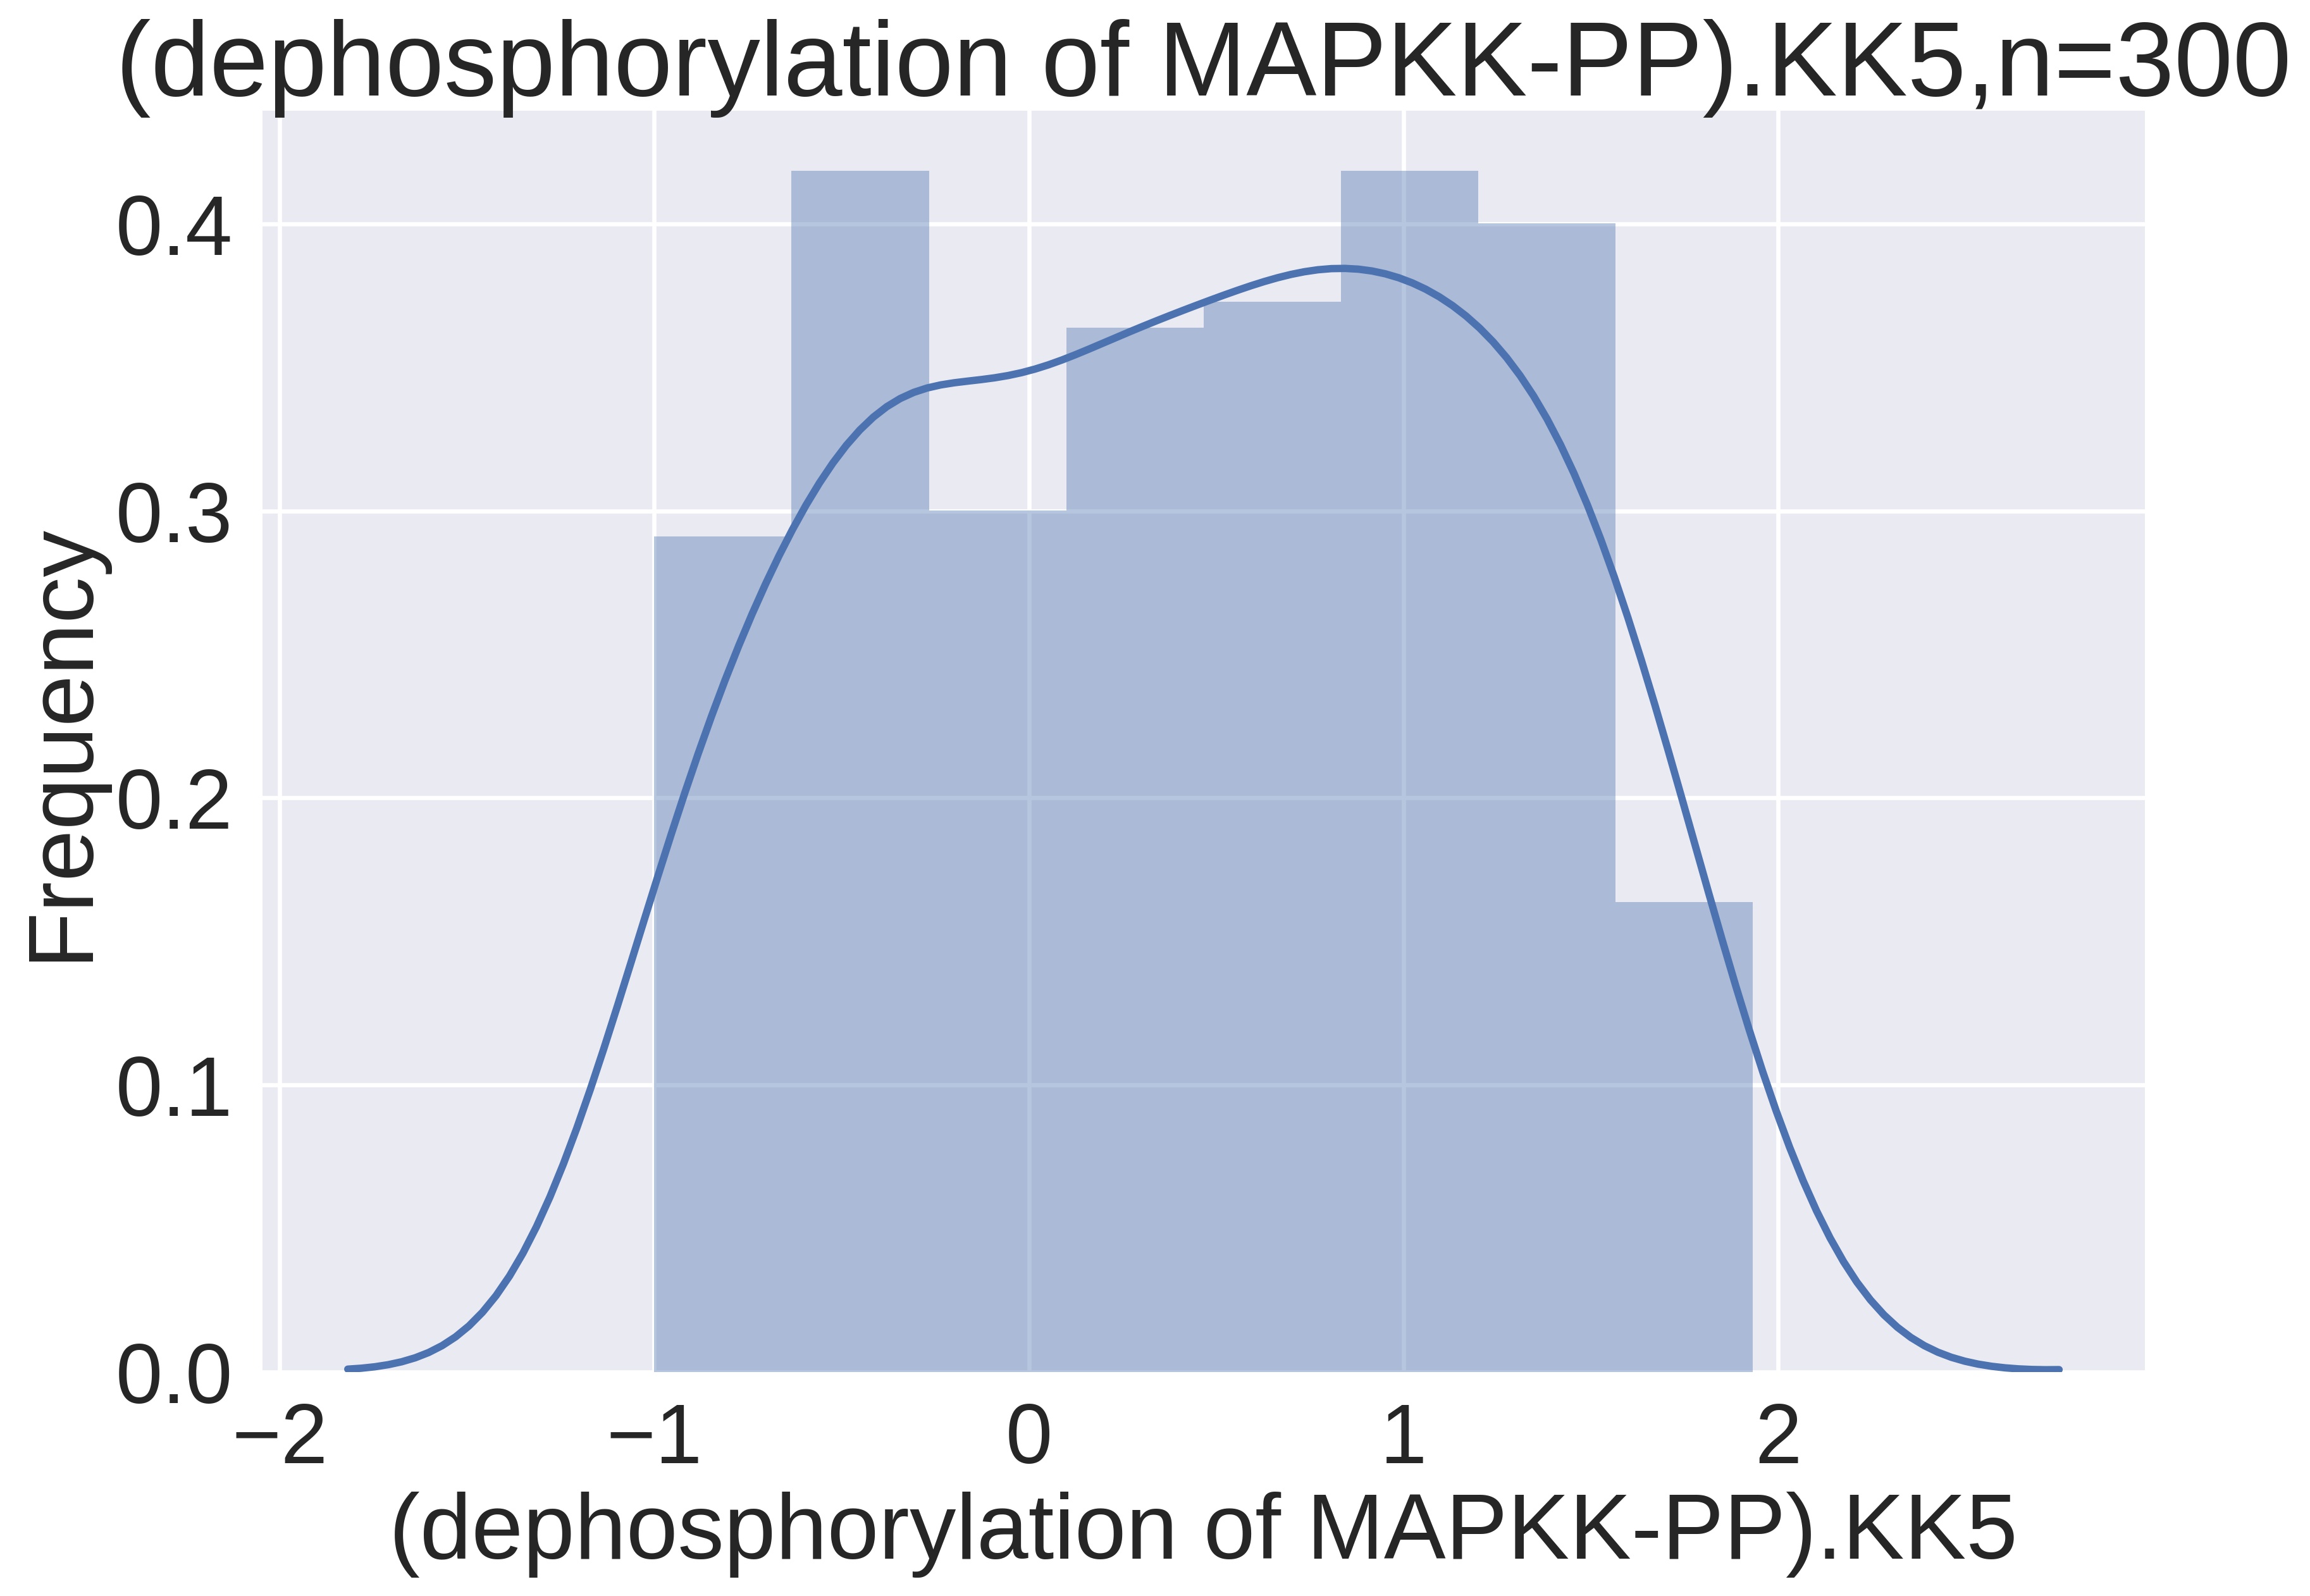 (dephosphorylation of MAPKK-PP).KK5,n=300
Frequency
0.4
0.3
0.2
0.1
0.0
−2 −1 0 1 2
(dephosphorylation of MAPKK-PP).KK5